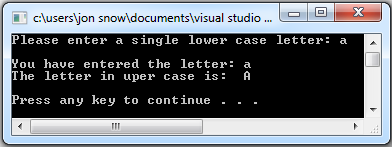 c:\users\jon snow\documents\visual studio ...
Please enter a single lower case letter: a
You have entered the letter: a
The letter in uper case is:  A
Press any key to continue . . .